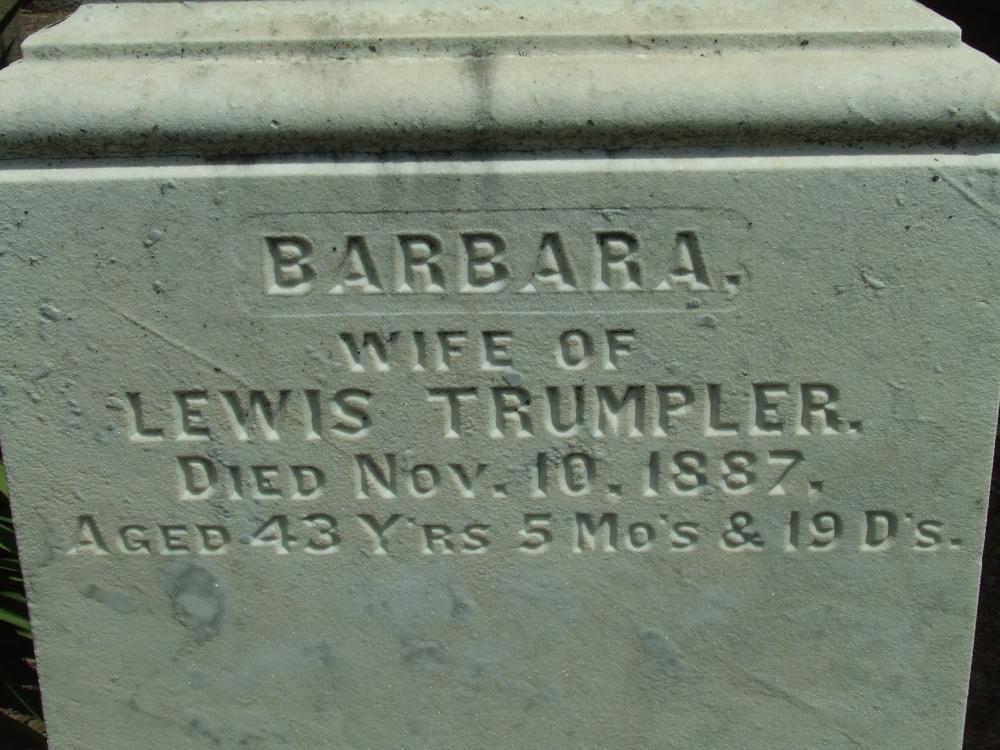 BARBARA.
WIFE OF
LEWIS TRUMPLER.
DIED NOV. 10. 1887.
AGED 43 Y'RS 5 MO'S & 19 D'S.